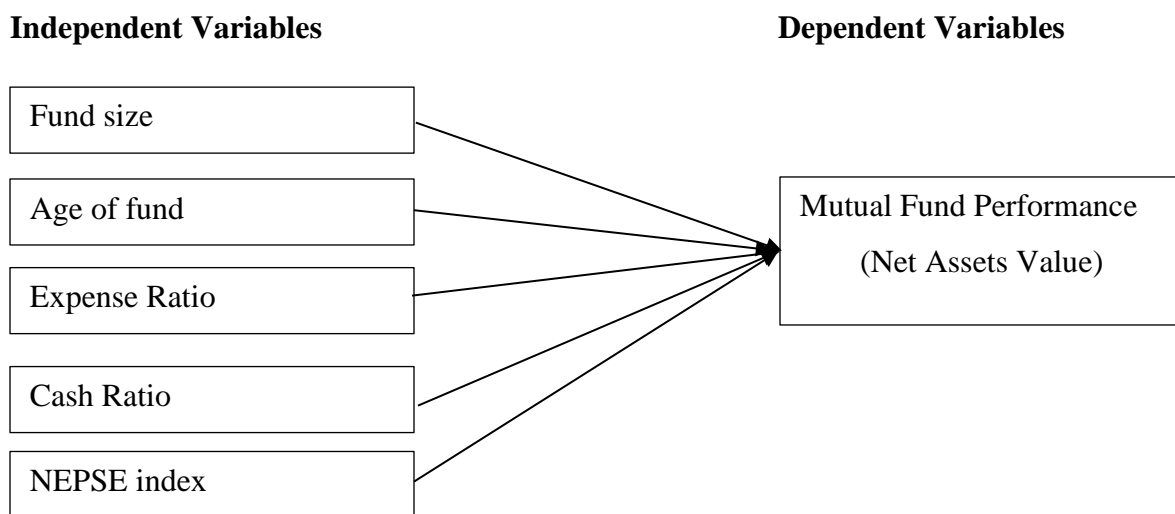 Independent Variables
Dependent Variables
Fund size
Age of fund
Expense Ratio
Cash Ratio
NEPSE index
Mutual Fund Performance
(Net Assets Value)